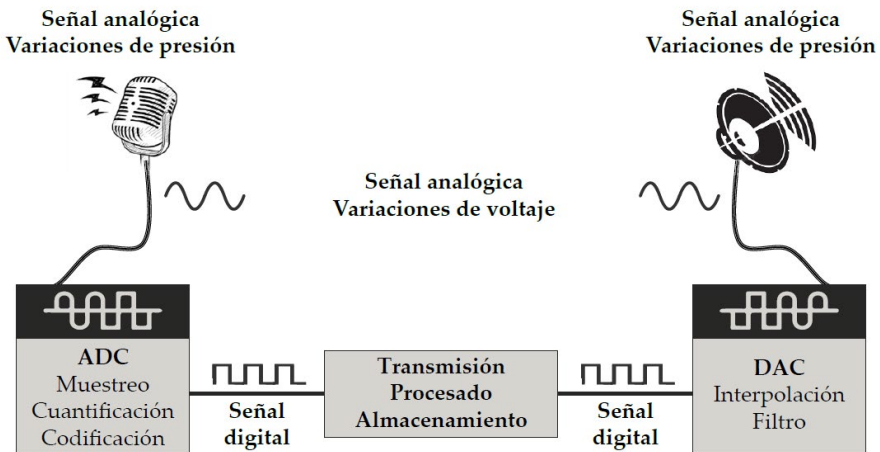 Señal analógica
Variaciones de presión
Señal analógica
Variaciones de presión
Señal analógica
Variaciones de voltaje
ADC
Muestreo
Cuantificación
Codificación
Señal
digital
Transmisión
Procesado
Almacenamiento
Señal
digital
DAC
Interpolación
Filtro